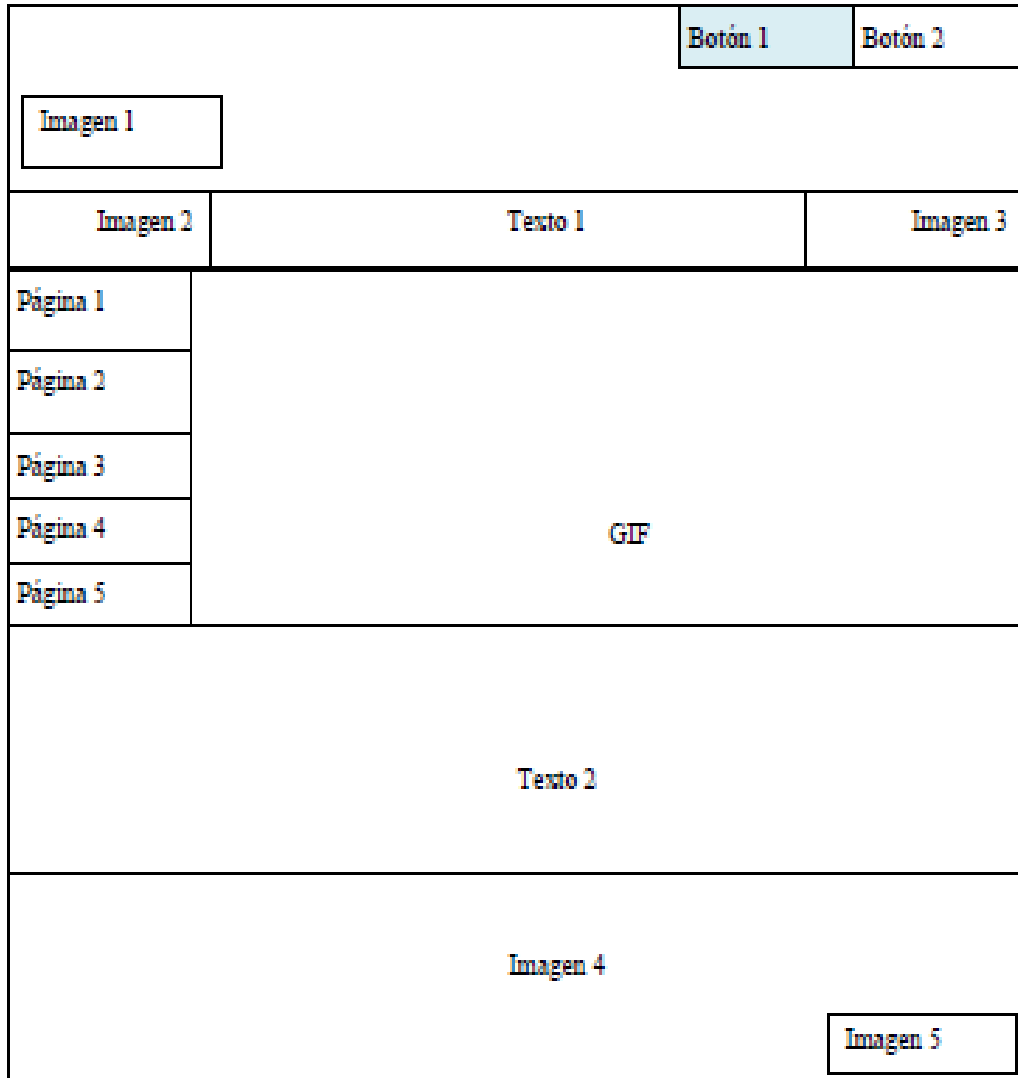 Botón 1
Botón 2
Imagen 1
Imagen 2
Texto 1
Imagen 3
Página 1
Página 2
Página 3
Página 4
Página 5
GIF
Texto 2
Imagen 4
Imagen 5